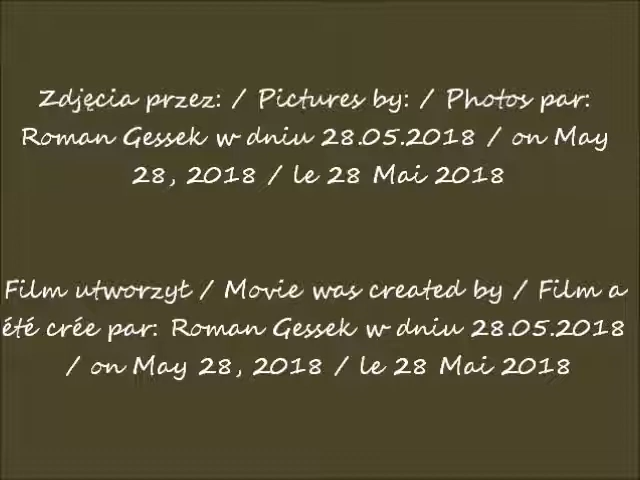 Zdjęcia przez: / Pictures by: / Photos par:
Roman Gessek w dniu 28.05.2018 / on May
28, 2018 / le 28 Mai 2018
Film utworzył / Movie was created by / Film a
été crée par: Roman Gessek w dniu 28.05.2018
/ on May 28, 2018 / le 28 Mai 2018